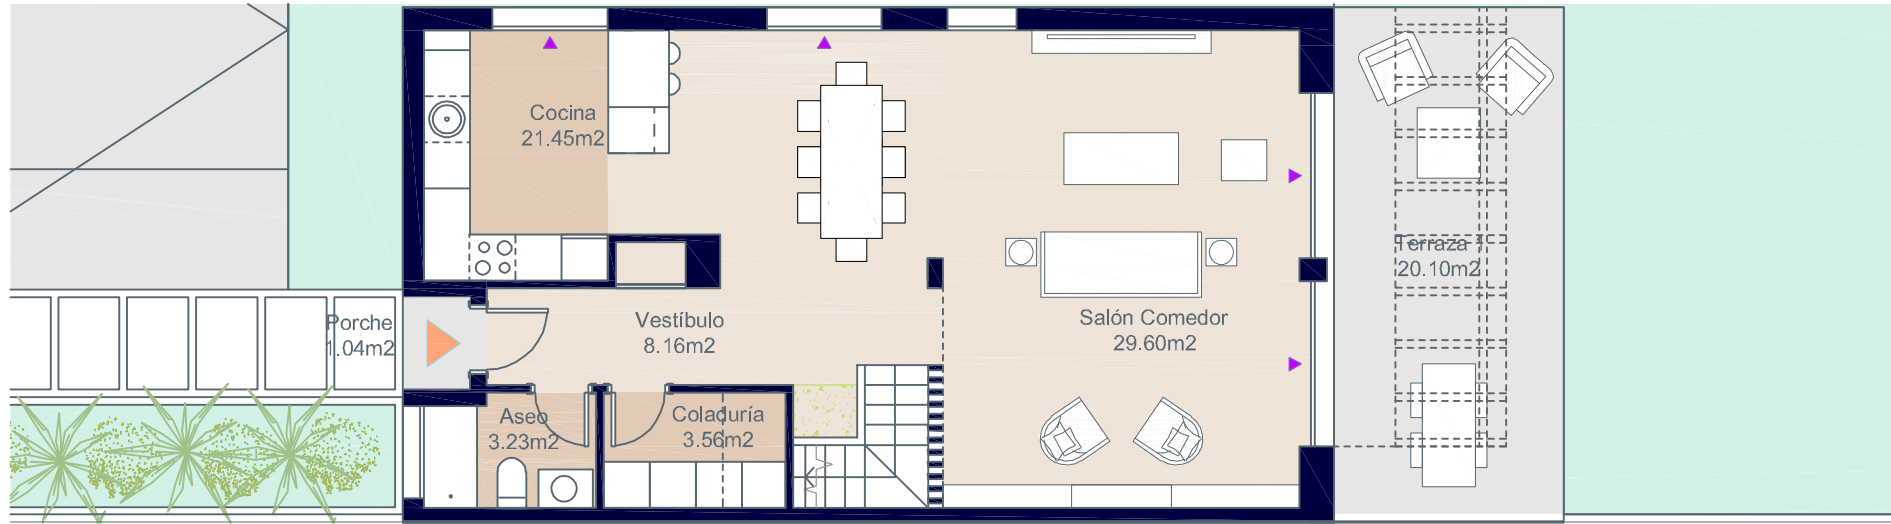 Cocina
21.45m2
Terraza
20.10m2
Porche
1.04m2
Vestíbulo
8.16m2
Salón Comedor
29.60m2
Aseo
3.23m2
Coladuría
3.56m2